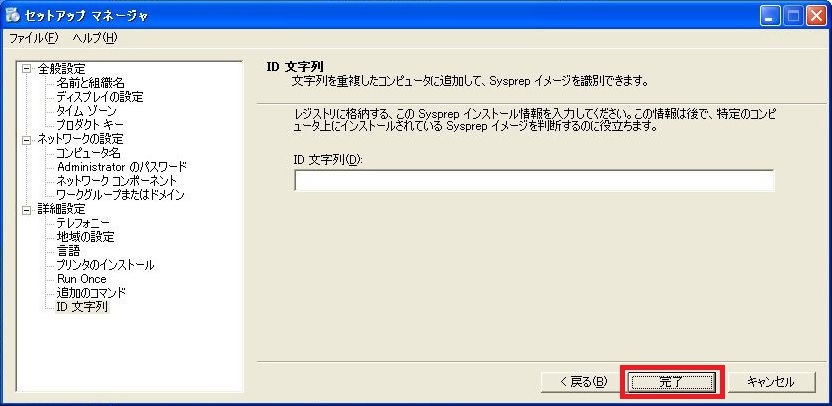 セットアップ マネージャ
ファイル(F) ヘルプ(H)
全般設定
名前と組織名
ディスプレイの設定
タイム ゾーン
プロダクト キー
ネットワークの設定
コンピュータ名
Administrator のパスワード
ネットワーク コンポーネント
ワークグループまたはドメイン
詳細設定
テレフォニー
地域の設定
言語
プリンタのインストール
Run Once
追加のコマンド
ID 文字列
ID 文字列
文字列を重複したコンピュータに追加して、Sysprep イメージを識別できます。
レジストリに格納する、この Sysprep インストール情報を入力してください。この情報は後で、特定のコンピ
ュータ上にインストールされている Sysprep イメージを判断するのに役立ちます。
ID 文字列(D):
< 戻る(B) 完了 キャンセル